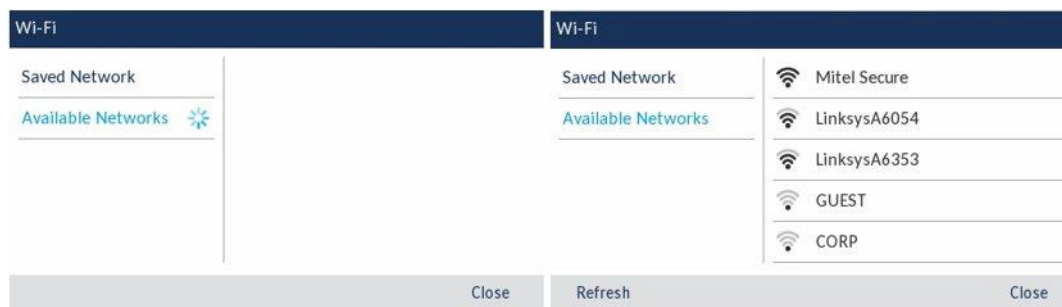 Wi-Fi
Saved Network
Available Networks
Close
Wi-Fi
Saved Network
Available Networks
Mitel Secure
LinksysA6054
LinksysA6353
GUEST
CORP
Refresh
Close